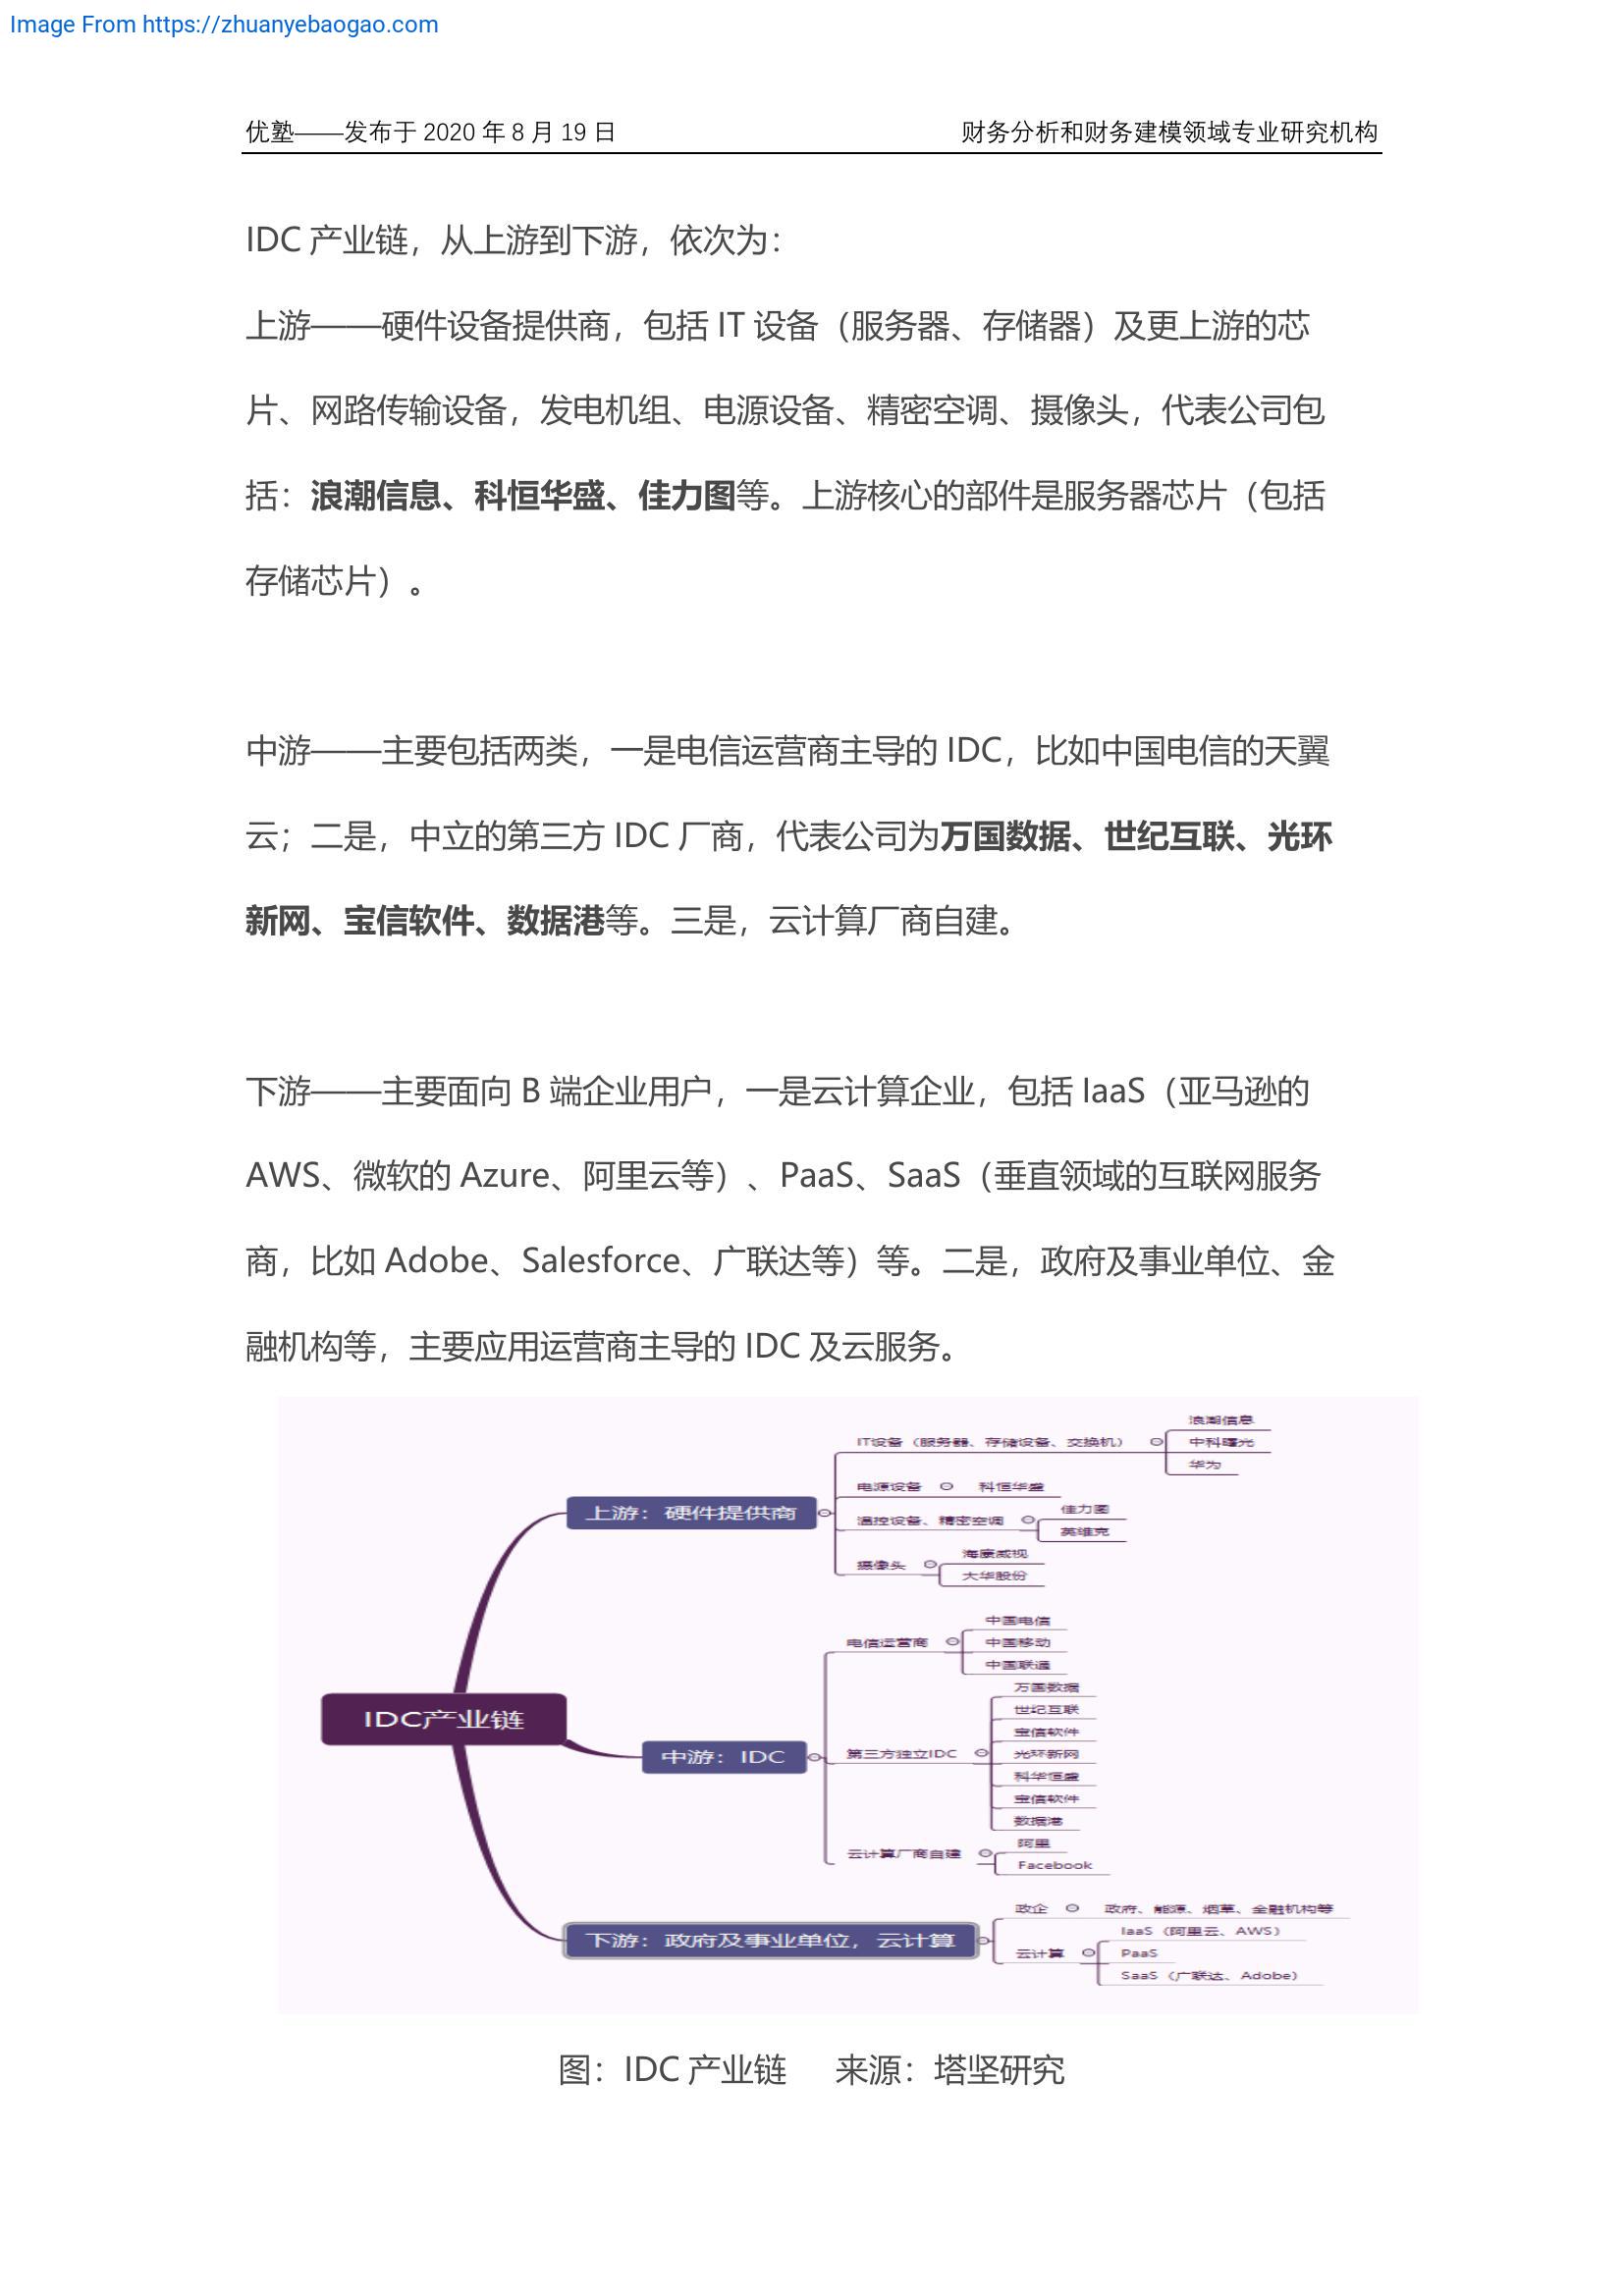 Image From https://zhuanyebaogao.com
优塾——发布于 2020 年 8 月 19 日
财务分析和财务建模领域专业研究机构
IDC 产业链，从上游到下游，依次为：
上游——硬件设备提供商，包括 IT 设备（服务器、存储器）及更上游的芯
片、网路传输设备，发电机组、电源设备、精密空调、摄像头，代表公司包
括：浪潮信息、科恒华盛、佳力图等。上游核心的部件是服务器芯片（包括
存储芯片）。
中游——主要包括两类，一是电信运营商主导的 IDC，比如中国电信的天翼
云；二是，中立的第三方 IDC 厂商，代表公司为万国数据、世纪互联、光环
新网、宝信软件、数据港等。三是，云计算厂商自建。
下游——主要面向 B 端企业用户，一是云计算企业，包括 IaaS（亚马逊的
AWS、微软的 Azure、阿里云等）、PaaS、SaaS（垂直领域的互联网服务
商，比如 Adobe、Salesforce、广联达等）等。二是，政府及事业单位、金
融机构等，主要应用运营商主导的 IDC 及云服务。
IDC产业链
上游：硬件提供商
IT设备（服务器、存储设备、交换机）
浪潮信息
中科曙光
华为
电源设备
科恒华盛
温控设备、精密空调
佳力图
英维克
摄像头
海康威视
大华股份
中游：IDC
电信运营商
中国电信
中国移动
中国联通
第三方独立IDC
万国数据
世纪互联
宝信软件
光环新网
科华恒盛
宝信软件
数据港
云计算厂商自建
阿里
Facebook
下游：政府及事业单位，云计算
政企
政府、能源、烟草、金融机构等
云计算
IaaS（阿里云、AWS）
PaaS
SaaS（广联达、Adobe）
图：IDC 产业链 来源：塔坚研究